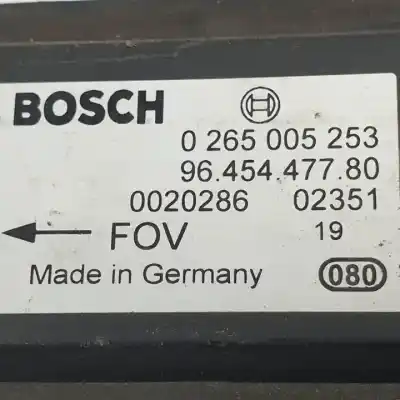 BOSCH
0 265 005 253
96.454.477.80
0020286 02351
FOV 19
Made in Germany 080